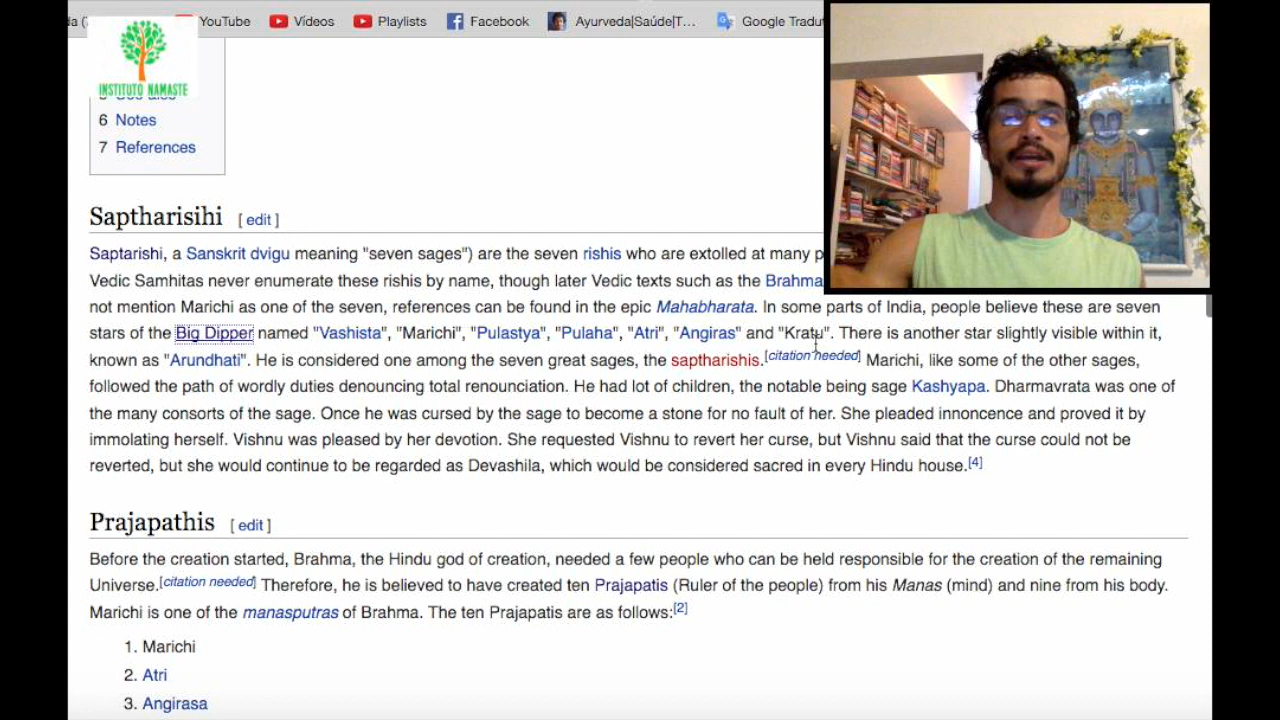 YouTube Vídeos Playlists Facebook Ayurveda|Saúde|T... Google Tradut
INSTITUTO NAMASTE
6 Notes
7 References
Saptharisihi [ edit ]
Saptarishi, a Sanskrit dvigu meaning "seven sages") are the seven rishis who are extolled at many p
Vedic Samhitas never enumerate these rishis by name, though later Vedic texts such as the Brahma
not mention Marichi as one of the seven, references can be found in the epic Mahabharata. In some parts of India, people believe these are seven
stars of the Big Dipper named "Vashista", "Marichi", "Pulastya", "Pulaha", "Atri", "Angiras" and "Kratu". There is another star slightly visible within it,
known as "Arundhati". He is considered one among the seven great sages, the saptharishis.[citation needed] Marichi, like some of the other sages,
followed the path of wordly duties denouncing total renounciation. He had lot of children, the notable being sage Kashyapa. Dharmavrata was one of
the many consorts of the sage. Once he was cursed by the sage to become a stone for no fault of her. She pleaded innoncence and proved it by
immolating herself. Vishnu was pleased by her devotion. She requested Vishnu to revert her curse, but Vishnu said that the curse could not be
reverted, but she would continue to be regarded as Devashila, which would be considered sacred in every Hindu house.[4]
Prajapathis [ edit ]
Before the creation started, Brahma, the Hindu god of creation, needed a few people who can be held responsible for the creation of the remaining
Universe.[citation needed] Therefore, he is believed to have created ten Prajapatis (Ruler of the people) from his Manas (mind) and nine from his body.
Marichi is one of the manasputras of Brahma. The ten Prajapatis are as follows:[2]
1. Marichi
2. Atri
3. Angirasa